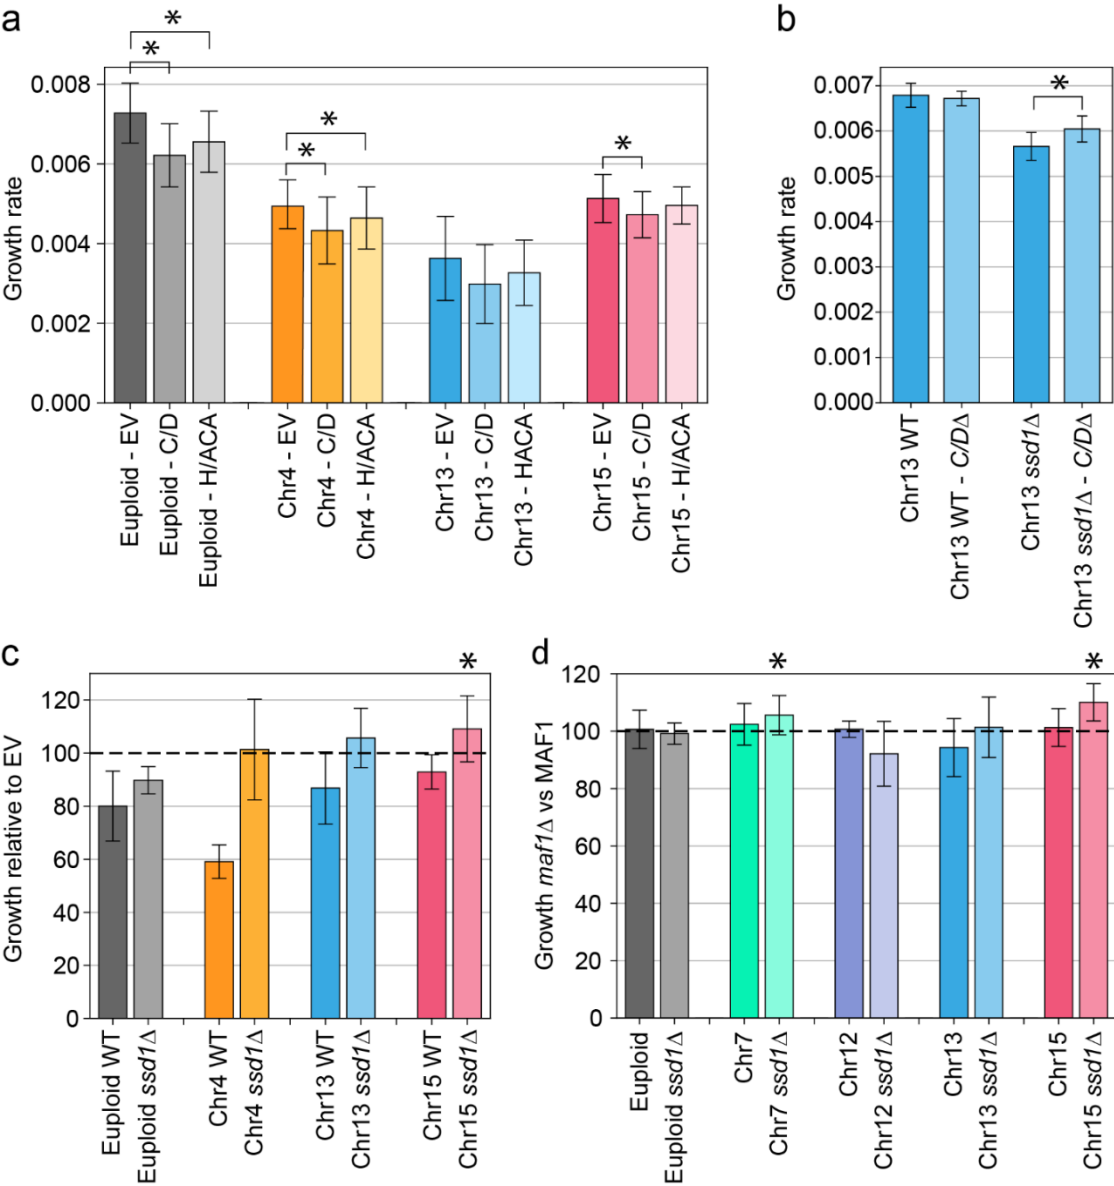 a
*
*
*
*
*
0.008
0.006
0.004
0.002
0.000
Growth rate
Euploid - EV
Euploid - C/D
Euploid - H/ACA
Chr4 - EV
Chr4 - C/D
Chr4 - H/ACA
Chr13 - EV
Chr13 - C/D
Chr13 - HACA
Chr15 - EV
Chr15 - C/D
Chr15 - H/ACA
b
*
0.007
0.006
0.005
0.004
0.003
0.002
0.001
0.000
Growth rate
Chr13 WT
Chr13 WT - C/DΔ
Chr13 ssd1Δ
Chr13 ssd1Δ - C/DΔ
c
*
120
100
80
60
40
20
0
Growth relative to EV
Euploid WT
Euploid ssd1Δ
Chr4 WT
Chr4 ssd1Δ
Chr13 WT
Chr13 ssd1Δ
Chr15 WT
Chr15 ssd1Δ
d
*
*
120
100
80
60
40
20
0
Growth maf1Δ vs MAF1
Euploid
Euploid ssd1Δ
Chr7
Chr7 ssd1Δ
Chr12
Chr12 ssd1Δ
Chr13
Chr13 ssd1Δ
Chr15
Chr15 ssd1Δ